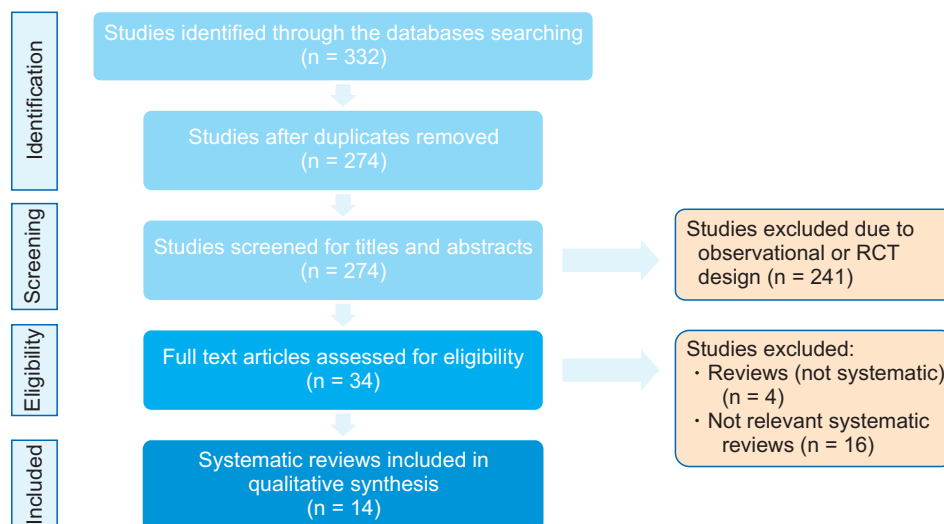 Identification
Studies identified through the databases searching
(n = 332)
Studies after duplicates removed
(n = 274)
Screening
Studies screened for titles and abstracts
(n = 274)
Studies excluded due to
observational or RCT
design (n = 241)
Eligibility
Full text articles assessed for eligibility
(n = 34)
Studies excluded:
· Reviews (not systematic)
(n = 4)
· Not relevant systematic
reviews (n = 16)
Included
Systematic reviews included in
qualitative synthesis
(n = 14)